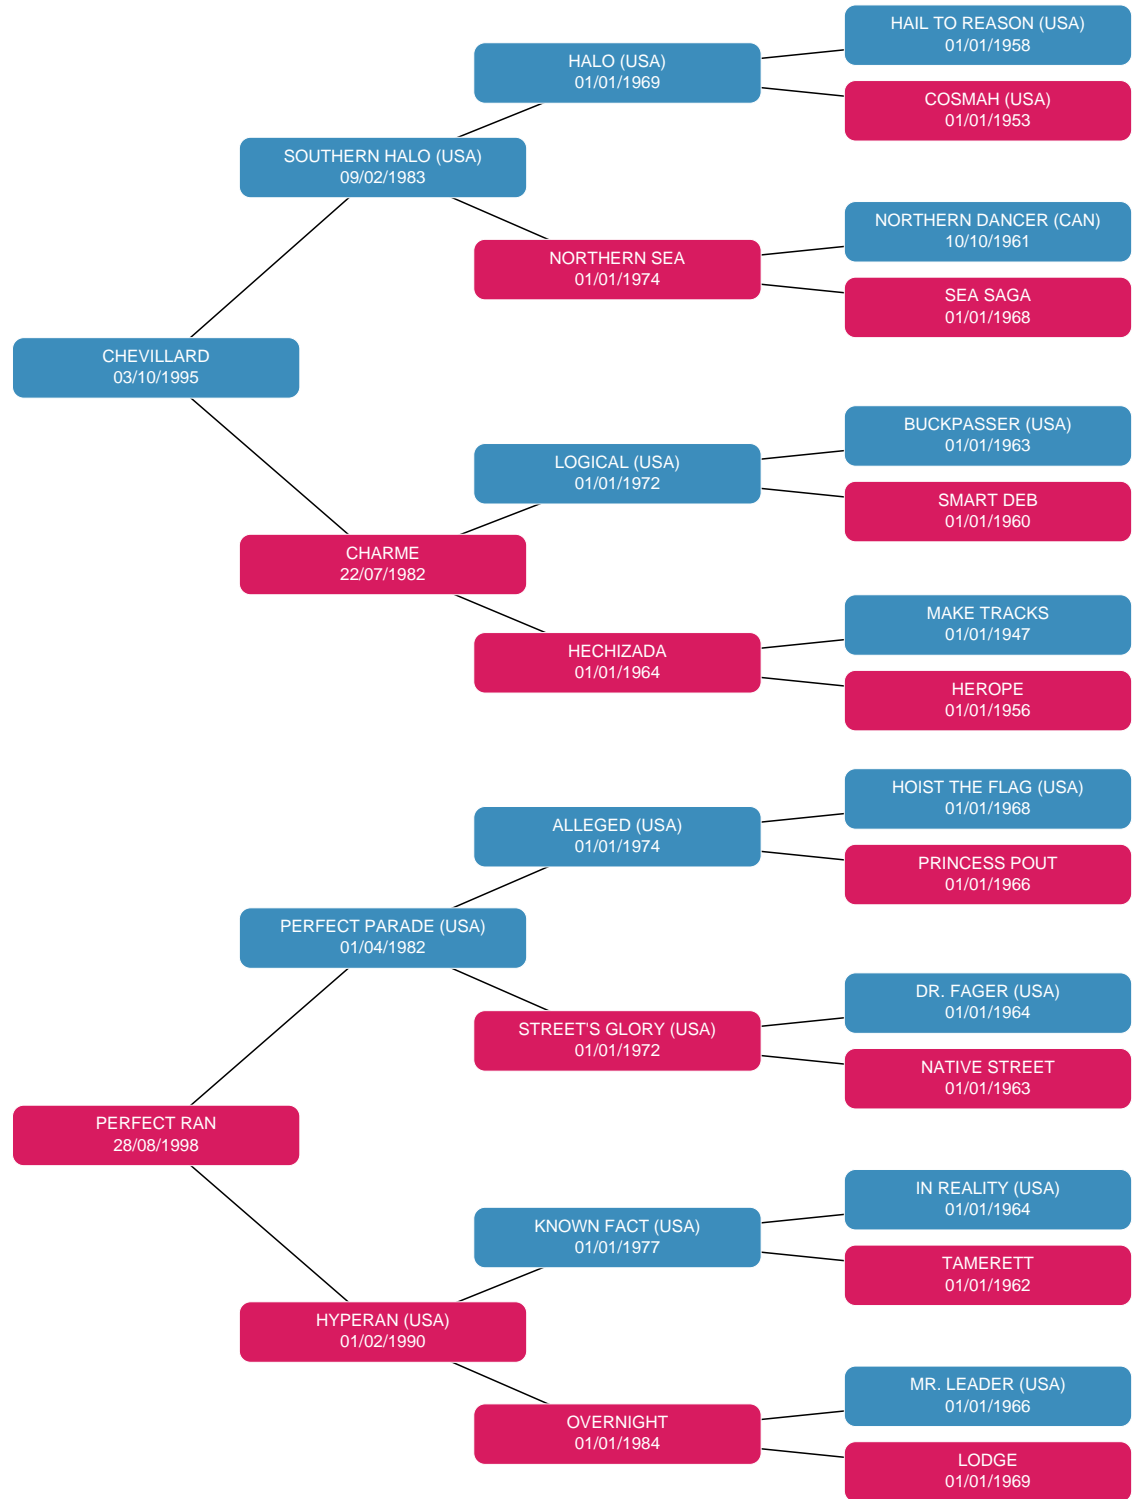 HAIL TO REASON (USA)
01/01/1958
HALO (USA)
01/01/1969
COSMAH (USA)
01/01/1953
SOUTHERN HALO (USA)
09/02/1983
NORTHERN DANCER (CAN)
10/10/1961
NORTHERN SEA
01/01/1974
SEA SAGA
01/01/1968
CHEVILLARD
03/10/1995
BUCKPASSER (USA)
01/01/1963
LOGICAL (USA)
01/01/1972
SMART DEB
01/01/1960
CHARME
22/07/1982
MAKE TRACKS
01/01/1947
HECHIZADA
01/01/1964
HEROPE
01/01/1956
HOIST THE FLAG (USA)
01/01/1968
ALLEGED (USA)
01/01/1974
PRINCESS POUT
01/01/1966
PERFECT PARADE (USA)
01/04/1982
DR. FAGER (USA)
01/01/1964
STREET'S GLORY (USA)
01/01/1972
NATIVE STREET
01/01/1963
PERFECT RAN
28/08/1998
IN REALITY (USA)
01/01/1964
KNOWN FACT (USA)
01/01/1977
TAMERETT
01/01/1962
HYPERAN (USA)
01/02/1990
MR. LEADER (USA)
01/01/1966
OVERNIGHT
01/01/1984
LODGE
01/01/1969